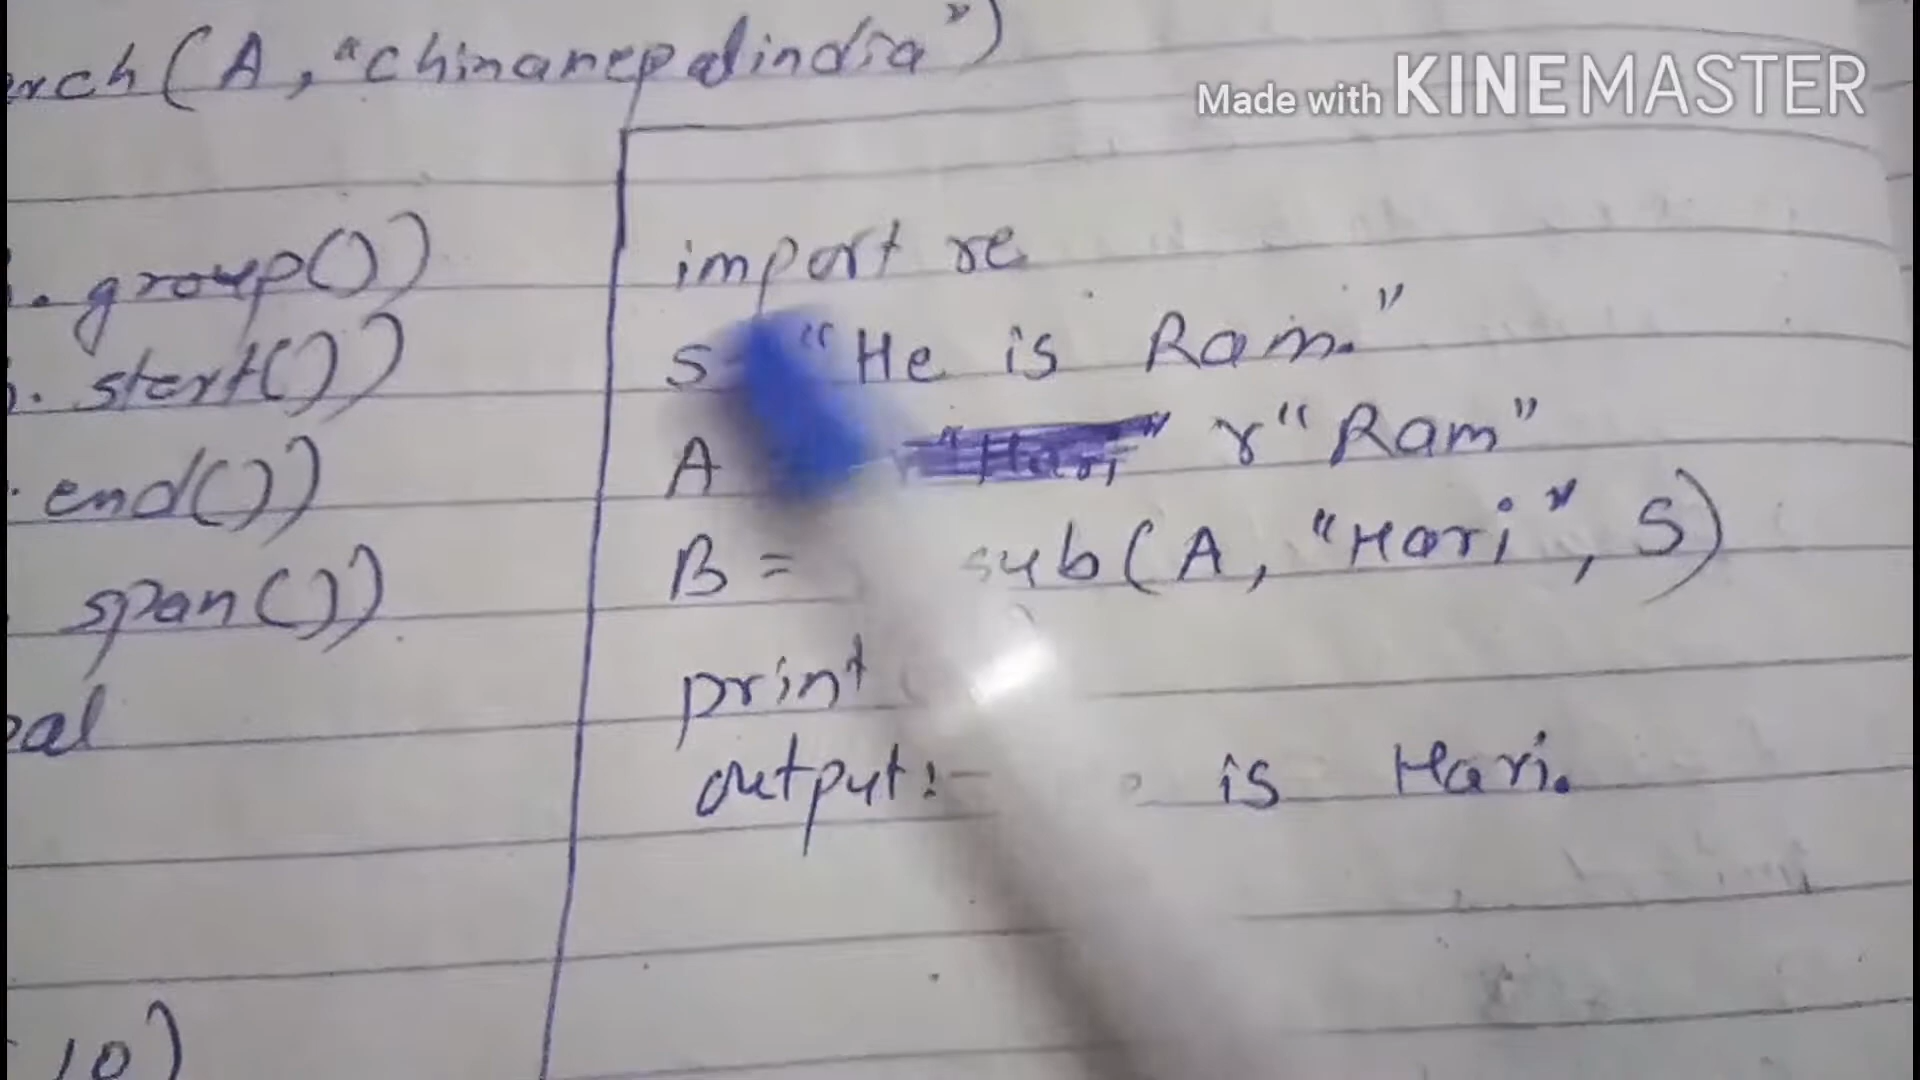 rch(A, "chinanepalindia")
Made with KINEMASTER
. group())
. start())
. end())
span())
pal
10)
import re
S = "He is Ram."
A r"Ram"
B = sub(A, "Hari", S)
print (
output:- is Hari.